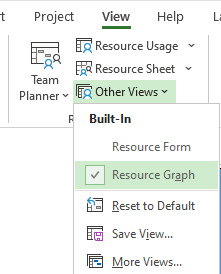 Project View Help
Team Planner
Resource Usage
Resource Sheet
Other Views
Built-In
Resource Form
Resource Graph
Reset to Default
Save View...
More Views...